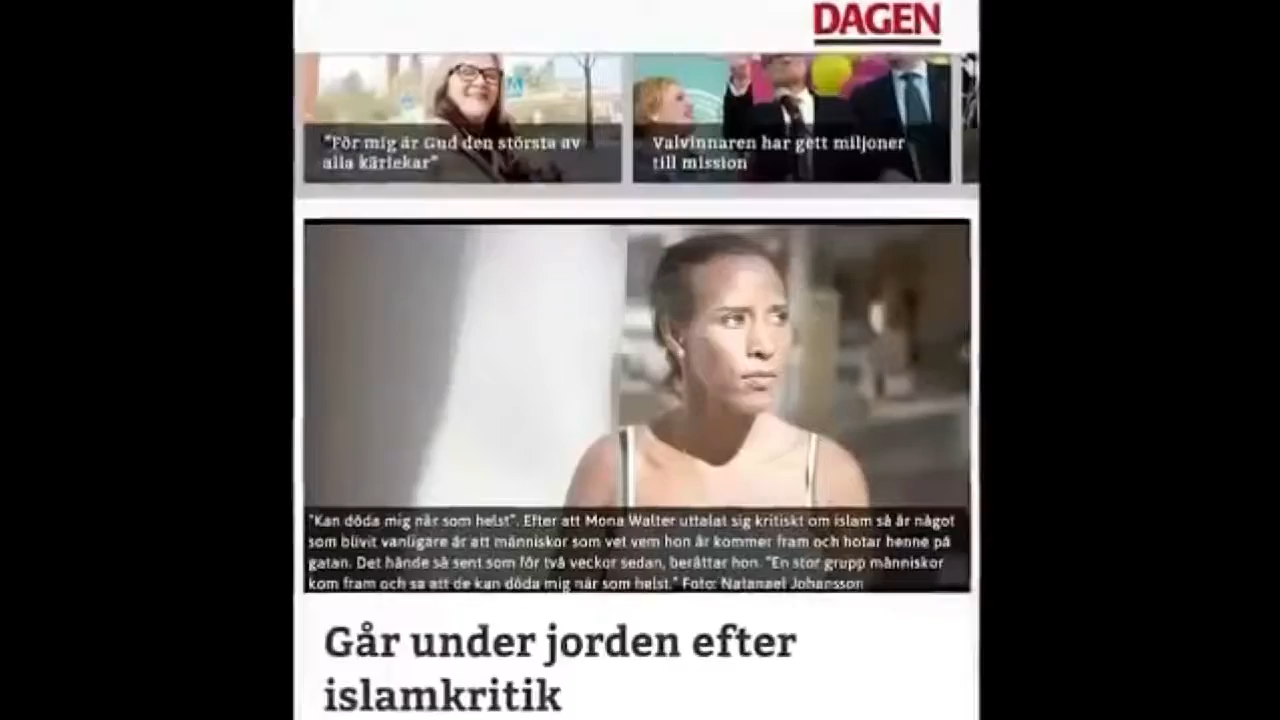 DAGEN
"För mig är Gud den största av
alla kärlekar"
Valvinnaren har gett miljoner
till mission
"Kan döda mig när som helst". Efter att Mona Walter uttalat sig kritiskt om islam så är något
som blivit vanligare är att människor som vet vem hon är kommer fram och hotar henne på
gatan. Det hände så sent som för två veckor sedan, berättar hon. "En stor grupp människor
kom fram och sa att de kan döda mig när som helst." Foto: Natanael Johansson
Går under jorden efter
islamkritik